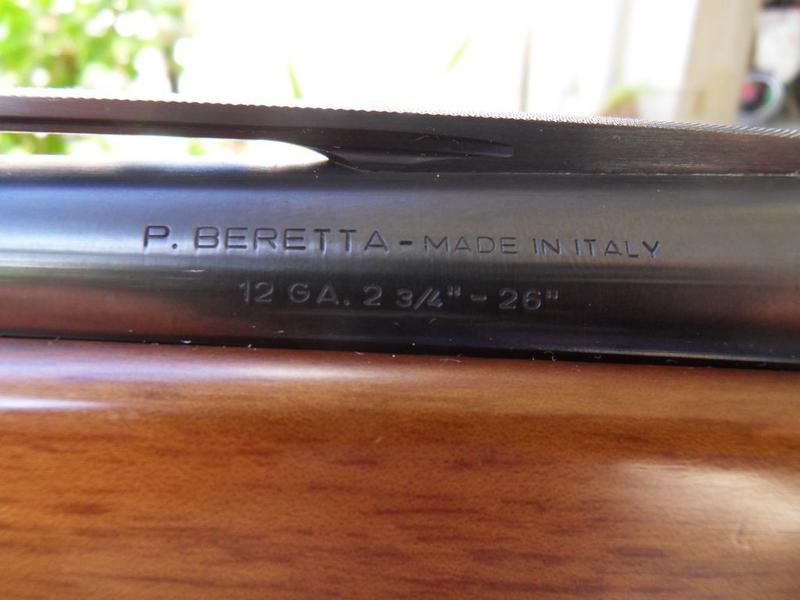 P. BERETTA - MADE IN ITALY
12 GA. 2 3/4" - 26"